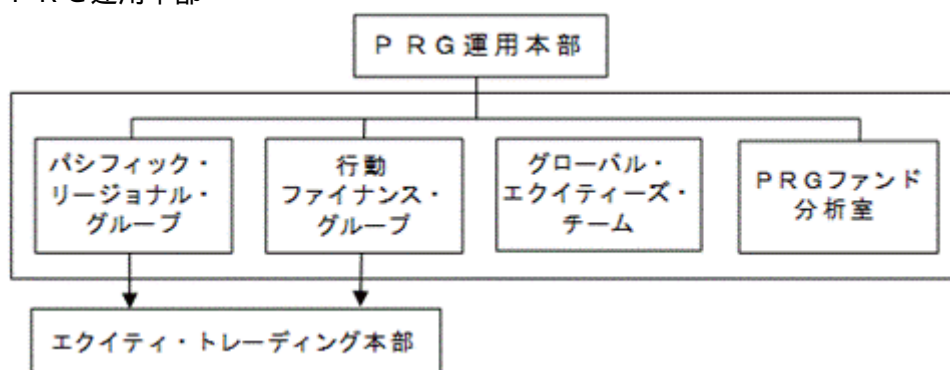 ＰＲＧ運用本部
ＰＲＧ運用本部
パシフィック・
リージョナル・
グループ
行動
ファイナンス・
グループ
グローバル・
エクイティーズ・
チーム
ＰＲＧファンド
分析室
エクイティ・トレーディング本部